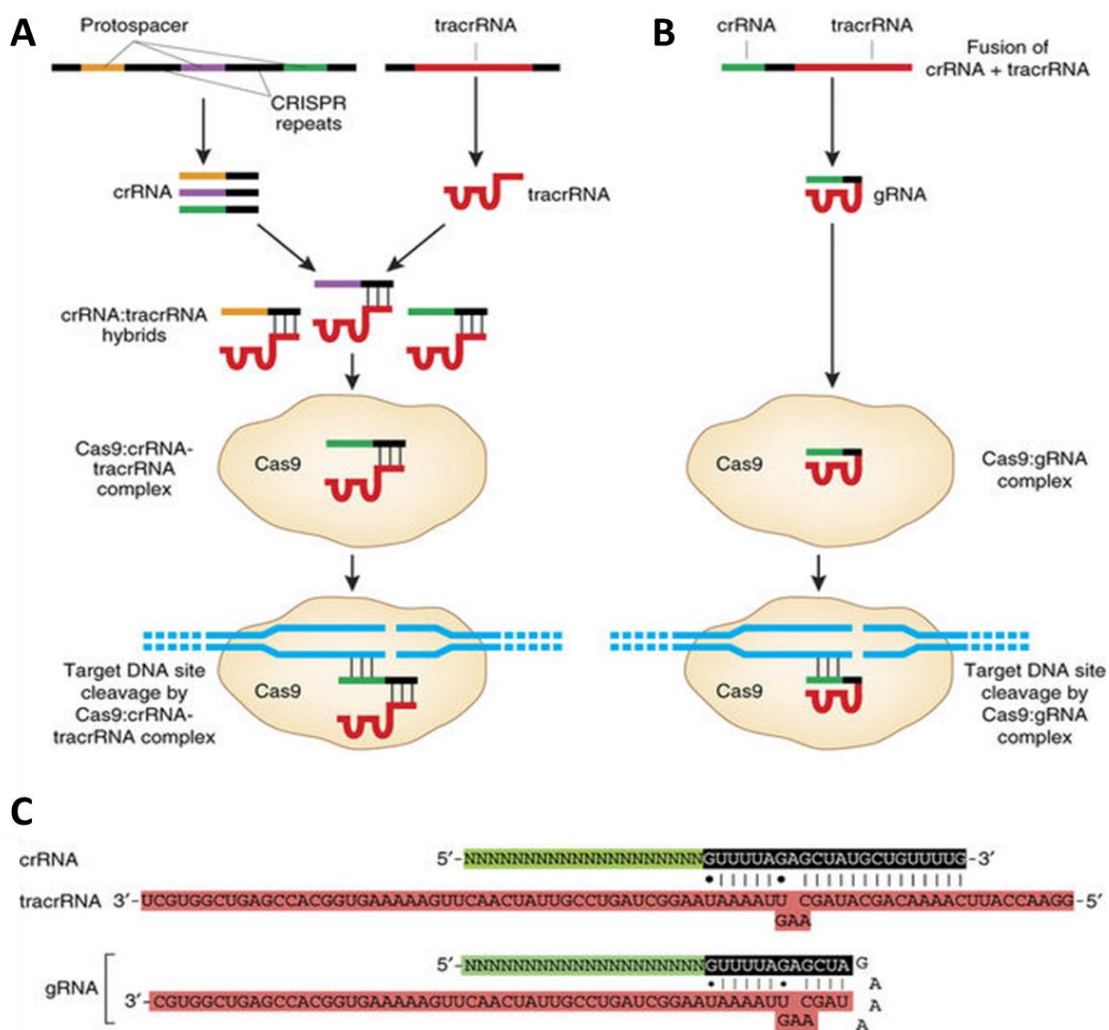 A
Protospacer
tracrRNA
CRISPR
repeats
crRNA
tracrRNA
crRNA:tracrRNA
hybrids
Cas9:crRNA-
tracrRNA
complex
Cas9
Target DNA site
cleavage by
Cas9:crRNA-
tracrRNA complex
Cas9
B
crRNA
tracrRNA
Fusion of
crRNA + tracrRNA
gRNA
Cas9
Cas9:gRNA
complex
Cas9
Target DNA site
cleavage by
Cas9:gRNA
complex
C
crRNA 5′-NNNNNNNNNNNNNNNNNNNNGUUUUAGAGCUAUGCUGUUUUG-3′
tracrRNA 3′-UCGUGGCUGAGCCACGGUGAAAAAGUUCAACUAUUGCCUGAUCGGAAUAAAAUU CGAUACGACAAAACUUACCAAGG-5′
GAA
5′-NNNNNNNNNNNNNNNNNNNNGUUUUAGAGCUA G
gRNA
A
3′-CGUGGCUGAGCCACGGUGAAAAAGUUCAACUAUUGCCUGAUCGGAAUAAAAUU CGAU A
GAA A